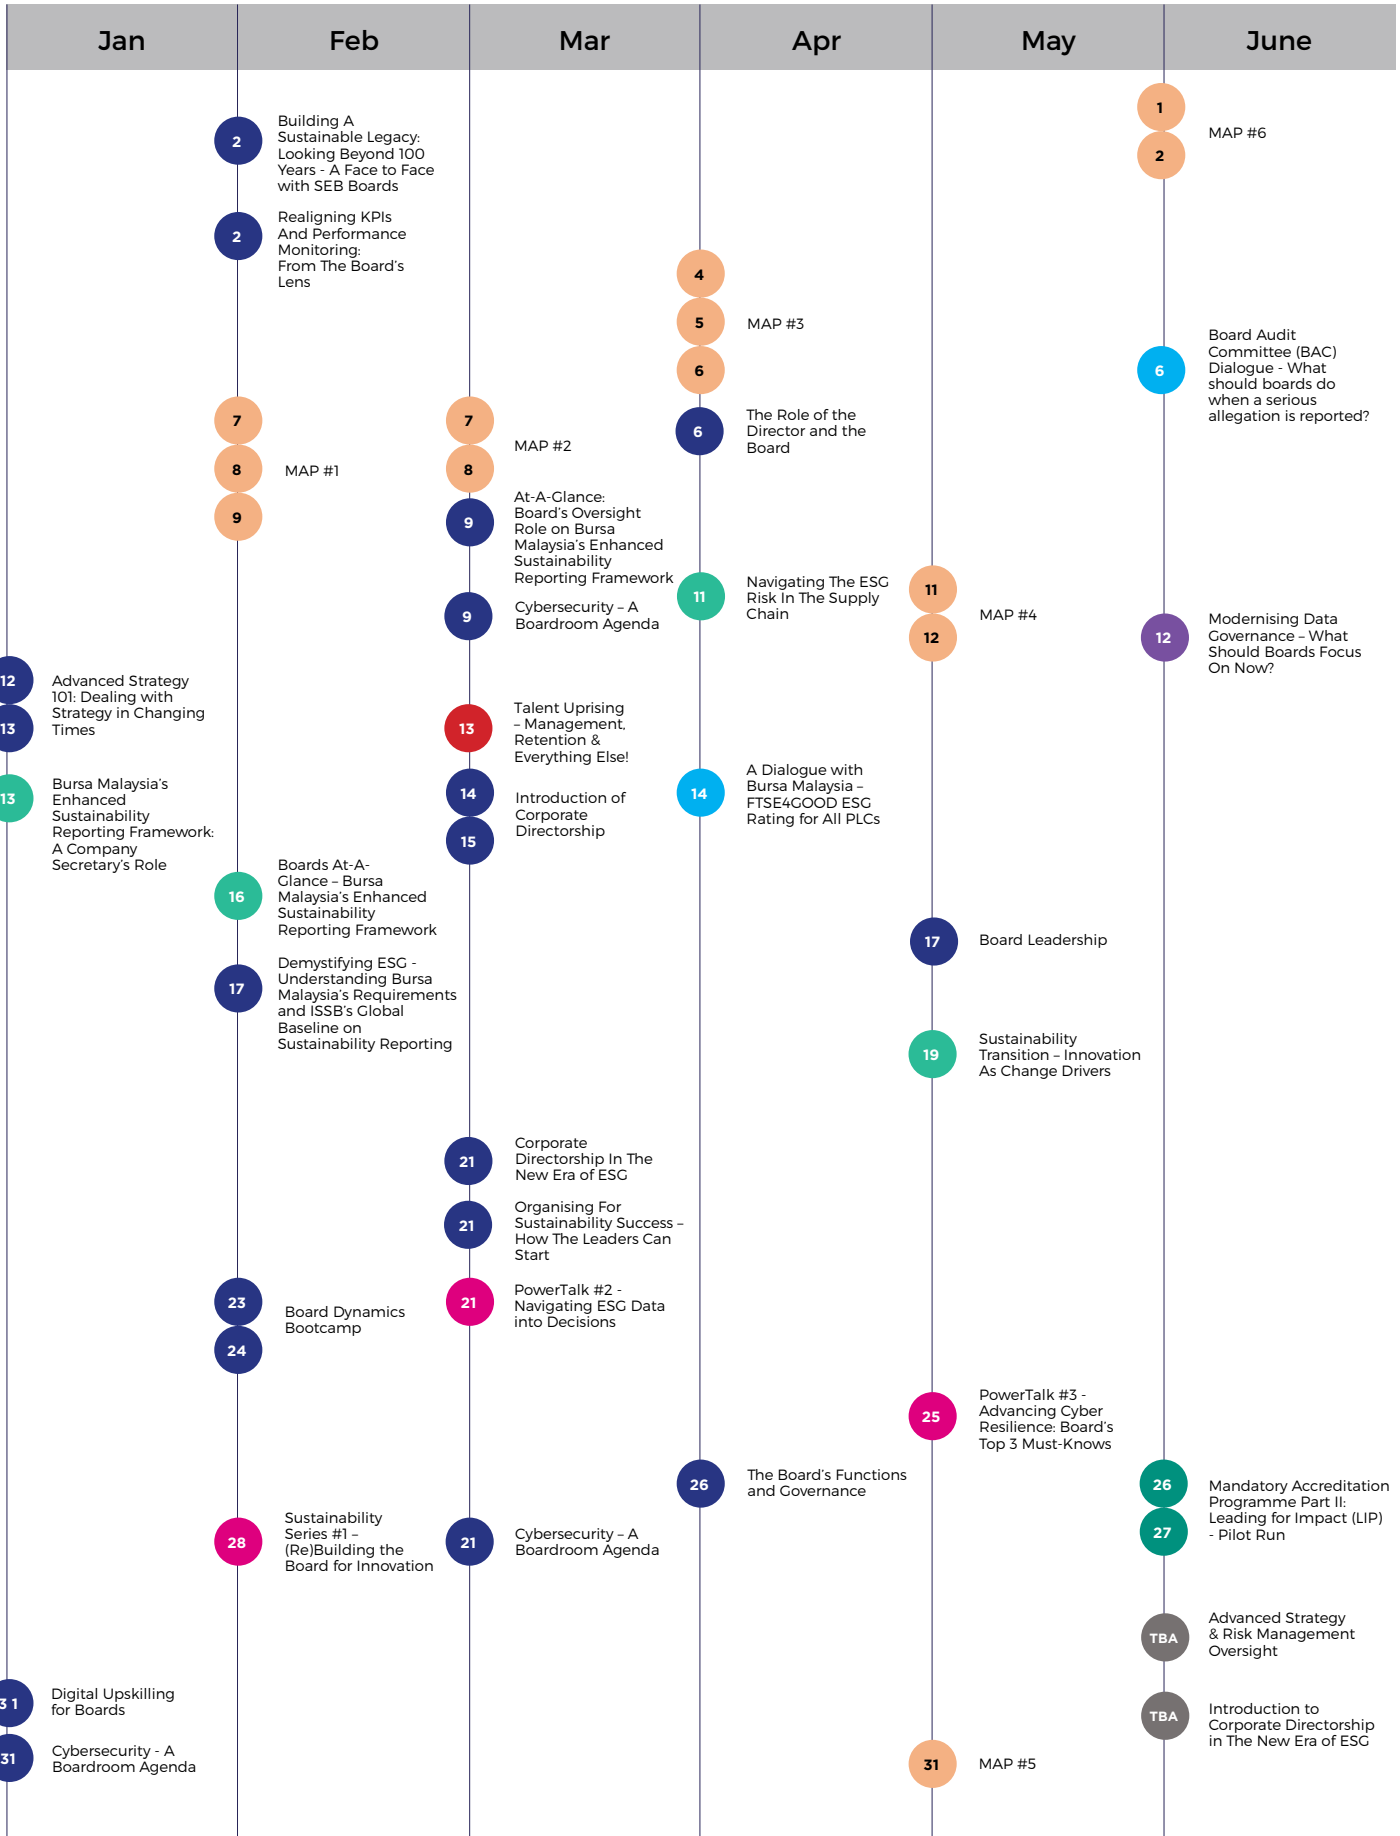 Jan
Feb
Mar
Apr
May
June
12
13
Advanced Strategy
101: Dealing with
Strategy in Changing
Times
13
Bursa Malaysia's
Enhanced
Sustainability
Reporting Framework:
A Company
Secretary's Role
31
Digital Upskilling
for Boards
31
Cybersecurity - A
Boardroom Agenda
2
Building A
Sustainable Legacy:
Looking Beyond 100
Years - A Face to Face
with SEB Boards
2
Realigning KPIs
And Performance
Monitoring:
From The Board's
Lens
7
8
9
MAP #1
16
Boards At-A-
Glance – Bursa
Malaysia's Enhanced
Sustainability
Reporting Framework
17
Demystifying ESG -
Understanding Bursa
Malaysia's Requirements
and ISSB's Global
Baseline on
Sustainability Reporting
23
24
Board Dynamics
Bootcamp
28
Sustainability
Series #1 –
(Re)Building the
Board for Innovation
7
8
MAP #2
9
At-A-Glance:
Board's Oversight
Role on Bursa
Malaysia's Enhanced
Sustainability
Reporting Framework
9
Cybersecurity – A
Boardroom Agenda
13
Talent Uprising
– Management,
Retention &
Everything Else!
14
15
Introduction of
Corporate
Directorship
21
Corporate
Directorship In The
New Era of ESG
21
Organising For
Sustainability Success –
How The Leaders Can
Start
21
PowerTalk #2 -
Navigating ESG Data
into Decisions
21
Cybersecurity – A
Boardroom Agenda
4
5
6
MAP #3
6
The Role of the
Director and the
Board
11
Navigating The ESG
Risk In The Supply
Chain
14
A Dialogue with
Bursa Malaysia –
FTSE4GOOD ESG
Rating for All PLCs
26
The Board's Functions
and Governance
11
12
MAP #4
17
Board Leadership
19
Sustainability
Transition – Innovation
As Change Drivers
25
PowerTalk #3 -
Advancing Cyber
Resilience: Board's
Top 3 Must-Knows
31
MAP #5
1
2
MAP #6
6
Board Audit
Committee (BAC)
Dialogue - What
should boards do
when a serious
allegation is reported?
12
Modernising Data
Governance – What
Should Boards Focus
On Now?
26
27
Mandatory Accreditation
Programme Part II:
Leading for Impact (LIP)
- Pilot Run
TBA
Advanced Strategy
& Risk Management
Oversight
TBA
Introduction to
Corporate Directorship
in The New Era of ESG